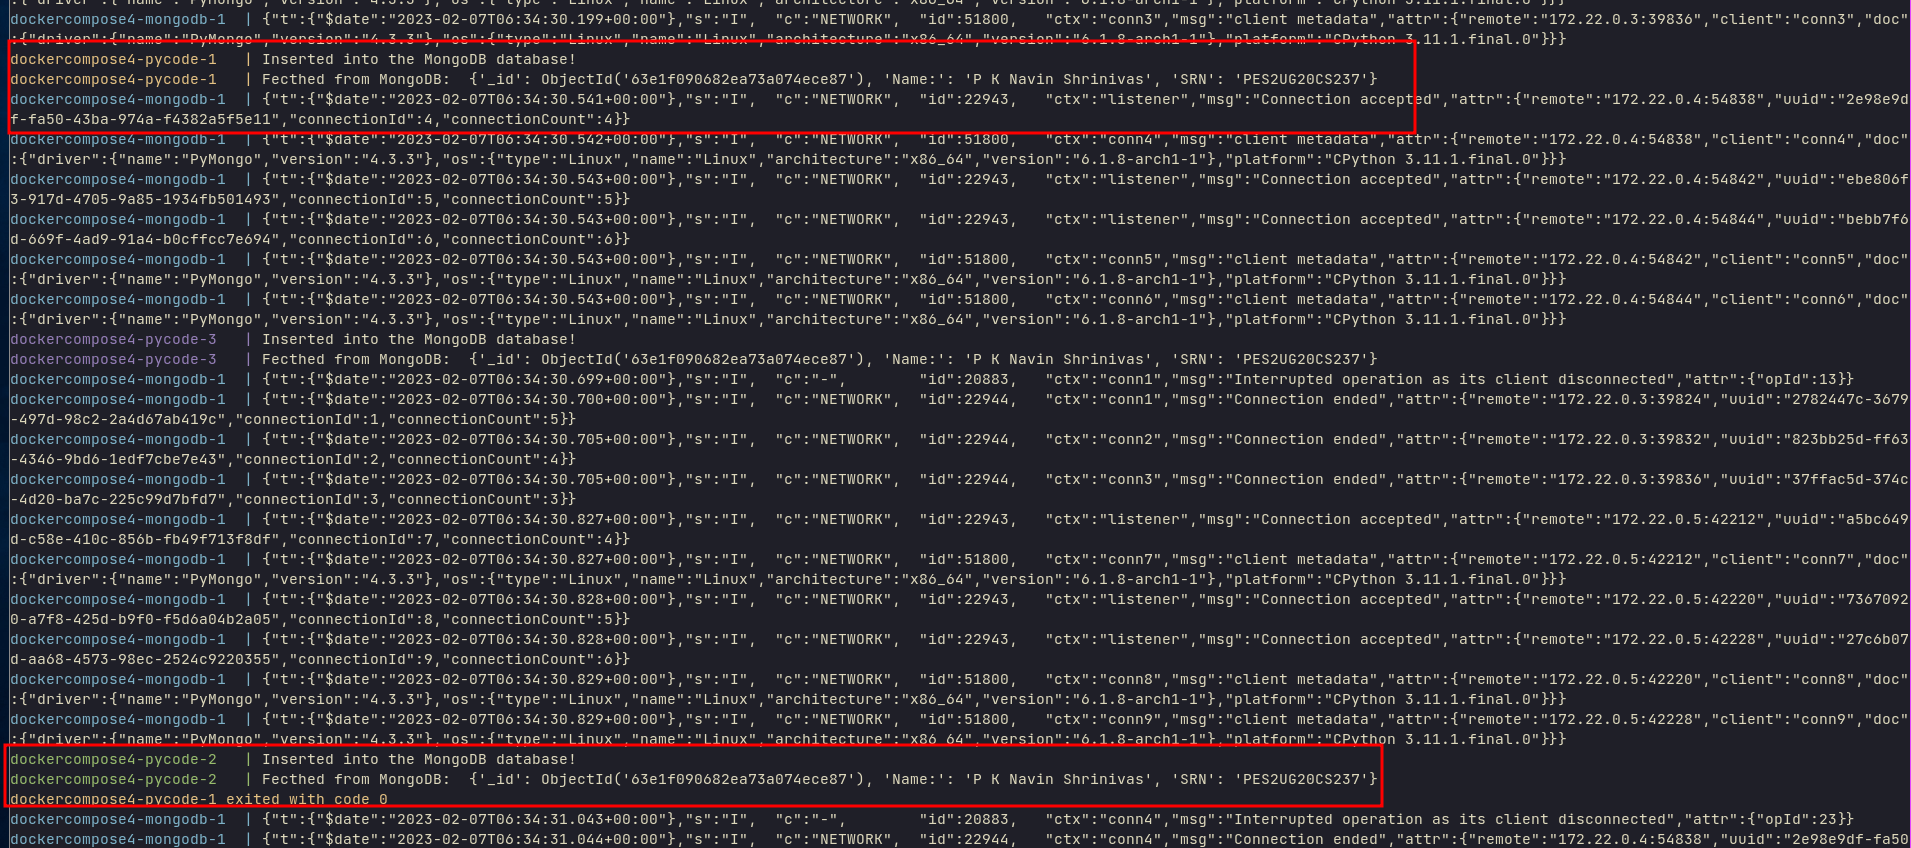 :{"driver":{"name":"PyMongo","version":"4.3.3"},"os":{"type":"Linux","name":"Linux","architecture":"x86_64","version":"6.1.8-arch1-1"},"platform":"CPython 3.11.1.final.0"}}}
dockercompose4-mongodb-1  | {"t":{"$date":"2023-02-07T06:34:30.199+00:00"},"s":"I",  "c":"NETWORK",  "id":51800,   "ctx":"conn3","msg":"client metadata","attr":{"remote":"172.22.0.3:39836","client":"conn3","doc"
:{"driver":{"name":"PyMongo","version":"4.3.3"},"os":{"type":"Linux","name":"Linux","architecture":"x86_64","version":"6.1.8-arch1-1"},"platform":"CPython 3.11.1.final.0"}}}
dockercompose4-pycode-1   | Inserted into the MongoDB database!
dockercompose4-pycode-1   | Fecthed from MongoDB:  {'_id': ObjectId('63e1f090682ea73a074ece87'), 'Name:': 'P K Navin Shrinivas', 'SRN': 'PES2UG20CS237'}
dockercompose4-mongodb-1  | {"t":{"$date":"2023-02-07T06:34:30.541+00:00"},"s":"I",  "c":"NETWORK",  "id":22943,   "ctx":"listener","msg":"Connection accepted","attr":{"remote":"172.22.0.4:54838","uuid":"2e98e9d
f-fa50-43ba-974a-f4382a5f5e11","connectionId":4,"connectionCount":4}}
dockercompose4-mongodb-1  | {"t":{"$date":"2023-02-07T06:34:30.542+00:00"},"s":"I",  "c":"NETWORK",  "id":51800,   "ctx":"conn4","msg":"client metadata","attr":{"remote":"172.22.0.4:54838","client":"conn4","doc"
:{"driver":{"name":"PyMongo","version":"4.3.3"},"os":{"type":"Linux","name":"Linux","architecture":"x86_64","version":"6.1.8-arch1-1"},"platform":"CPython 3.11.1.final.0"}}}
dockercompose4-mongodb-1  | {"t":{"$date":"2023-02-07T06:34:30.543+00:00"},"s":"I",  "c":"NETWORK",  "id":22943,   "ctx":"listener","msg":"Connection accepted","attr":{"remote":"172.22.0.4:54842","uuid":"ebe806f
3-917d-4705-9a85-1934fb501493","connectionId":5,"connectionCount":5}}
dockercompose4-mongodb-1  | {"t":{"$date":"2023-02-07T06:34:30.543+00:00"},"s":"I",  "c":"NETWORK",  "id":22943,   "ctx":"listener","msg":"Connection accepted","attr":{"remote":"172.22.0.4:54844","uuid":"bebb7f6
d-669f-4ad9-91a4-b0cffcc7e694","connectionId":6,"connectionCount":6}}
dockercompose4-mongodb-1  | {"t":{"$date":"2023-02-07T06:34:30.543+00:00"},"s":"I",  "c":"NETWORK",  "id":51800,   "ctx":"conn5","msg":"client metadata","attr":{"remote":"172.22.0.4:54842","client":"conn5","doc"
:{"driver":{"name":"PyMongo","version":"4.3.3"},"os":{"type":"Linux","name":"Linux","architecture":"x86_64","version":"6.1.8-arch1-1"},"platform":"CPython 3.11.1.final.0"}}}
dockercompose4-mongodb-1  | {"t":{"$date":"2023-02-07T06:34:30.543+00:00"},"s":"I",  "c":"NETWORK",  "id":51800,   "ctx":"conn6","msg":"client metadata","attr":{"remote":"172.22.0.4:54844","client":"conn6","doc"
:{"driver":{"name":"PyMongo","version":"4.3.3"},"os":{"type":"Linux","name":"Linux","architecture":"x86_64","version":"6.1.8-arch1-1"},"platform":"CPython 3.11.1.final.0"}}}
dockercompose4-pycode-3   | Inserted into the MongoDB database!
dockercompose4-pycode-3   | Fecthed from MongoDB:  {'_id': ObjectId('63e1f090682ea73a074ece87'), 'Name:': 'P K Navin Shrinivas', 'SRN': 'PES2UG20CS237'}
dockercompose4-mongodb-1  | {"t":{"$date":"2023-02-07T06:34:30.699+00:00"},"s":"I",  "c":"-",        "id":20883,   "ctx":"conn1","msg":"Interrupted operation as its client disconnected","attr":{"opId":13}}
dockercompose4-mongodb-1  | {"t":{"$date":"2023-02-07T06:34:30.700+00:00"},"s":"I",  "c":"NETWORK",  "id":22944,   "ctx":"conn1","msg":"Connection ended","attr":{"remote":"172.22.0.3:39824","uuid":"2782447c-3679
-497d-98c2-2a4d67ab419c","connectionId":1,"connectionCount":5}}
dockercompose4-mongodb-1  | {"t":{"$date":"2023-02-07T06:34:30.705+00:00"},"s":"I",  "c":"NETWORK",  "id":22944,   "ctx":"conn2","msg":"Connection ended","attr":{"remote":"172.22.0.3:39832","uuid":"823bb25d-ff63
-4346-9bd6-1edf7cbe7e43","connectionId":2,"connectionCount":4}}
dockercompose4-mongodb-1  | {"t":{"$date":"2023-02-07T06:34:30.705+00:00"},"s":"I",  "c":"NETWORK",  "id":22944,   "ctx":"conn3","msg":"Connection ended","attr":{"remote":"172.22.0.3:39836","uuid":"37ffac5d-374c
-4d20-ba7c-225c99d7bfd7","connectionId":3,"connectionCount":3}}
dockercompose4-mongodb-1  | {"t":{"$date":"2023-02-07T06:34:30.827+00:00"},"s":"I",  "c":"NETWORK",  "id":22943,   "ctx":"listener","msg":"Connection accepted","attr":{"remote":"172.22.0.5:42212","uuid":"a5bc649
d-c58e-410c-856b-fb49f713f8df","connectionId":7,"connectionCount":4}}
dockercompose4-mongodb-1  | {"t":{"$date":"2023-02-07T06:34:30.827+00:00"},"s":"I",  "c":"NETWORK",  "id":51800,   "ctx":"conn7","msg":"client metadata","attr":{"remote":"172.22.0.5:42212","client":"conn7","doc"
:{"driver":{"name":"PyMongo","version":"4.3.3"},"os":{"type":"Linux","name":"Linux","architecture":"x86_64","version":"6.1.8-arch1-1"},"platform":"CPython 3.11.1.final.0"}}}
dockercompose4-mongodb-1  | {"t":{"$date":"2023-02-07T06:34:30.828+00:00"},"s":"I",  "c":"NETWORK",  "id":22943,   "ctx":"listener","msg":"Connection accepted","attr":{"remote":"172.22.0.5:42220","uuid":"7367092
0-a7f8-425d-b9f0-f5d6a04b2a05","connectionId":8,"connectionCount":5}}
dockercompose4-mongodb-1  | {"t":{"$date":"2023-02-07T06:34:30.828+00:00"},"s":"I",  "c":"NETWORK",  "id":22943,   "ctx":"listener","msg":"Connection accepted","attr":{"remote":"172.22.0.5:42228","uuid":"27c6b07
d-aa68-4573-98ec-2524c9220355","connectionId":9,"connectionCount":6}}
dockercompose4-mongodb-1  | {"t":{"$date":"2023-02-07T06:34:30.829+00:00"},"s":"I",  "c":"NETWORK",  "id":51800,   "ctx":"conn8","msg":"client metadata","attr":{"remote":"172.22.0.5:42220","client":"conn8","doc"
:{"driver":{"name":"PyMongo","version":"4.3.3"},"os":{"type":"Linux","name":"Linux","architecture":"x86_64","version":"6.1.8-arch1-1"},"platform":"CPython 3.11.1.final.0"}}}
dockercompose4-mongodb-1  | {"t":{"$date":"2023-02-07T06:34:30.829+00:00"},"s":"I",  "c":"NETWORK",  "id":51800,   "ctx":"conn9","msg":"client metadata","attr":{"remote":"172.22.0.5:42228","client":"conn9","doc"
:{"driver":{"name":"PyMongo","version":"4.3.3"},"os":{"type":"Linux","name":"Linux","architecture":"x86_64","version":"6.1.8-arch1-1"},"platform":"CPython 3.11.1.final.0"}}}
dockercompose4-pycode-2   | Inserted into the MongoDB database!
dockercompose4-pycode-2   | Fecthed from MongoDB:  {'_id': ObjectId('63e1f090682ea73a074ece87'), 'Name:': 'P K Navin Shrinivas', 'SRN': 'PES2UG20CS237'}
dockercompose4-pycode-1 exited with code 0
dockercompose4-mongodb-1  | {"t":{"$date":"2023-02-07T06:34:31.043+00:00"},"s":"I",  "c":"-",        "id":20883,   "ctx":"conn4","msg":"Interrupted operation as its client disconnected","attr":{"opId":23}}
dockercompose4-mongodb-1  | {"t":{"$date":"2023-02-07T06:34:31.044+00:00"},"s":"I",  "c":"NETWORK",  "id":22944,   "ctx":"conn4","msg":"Connection ended","attr":{"remote":"172.22.0.4:54838","uuid":"2e98e9df-fa50